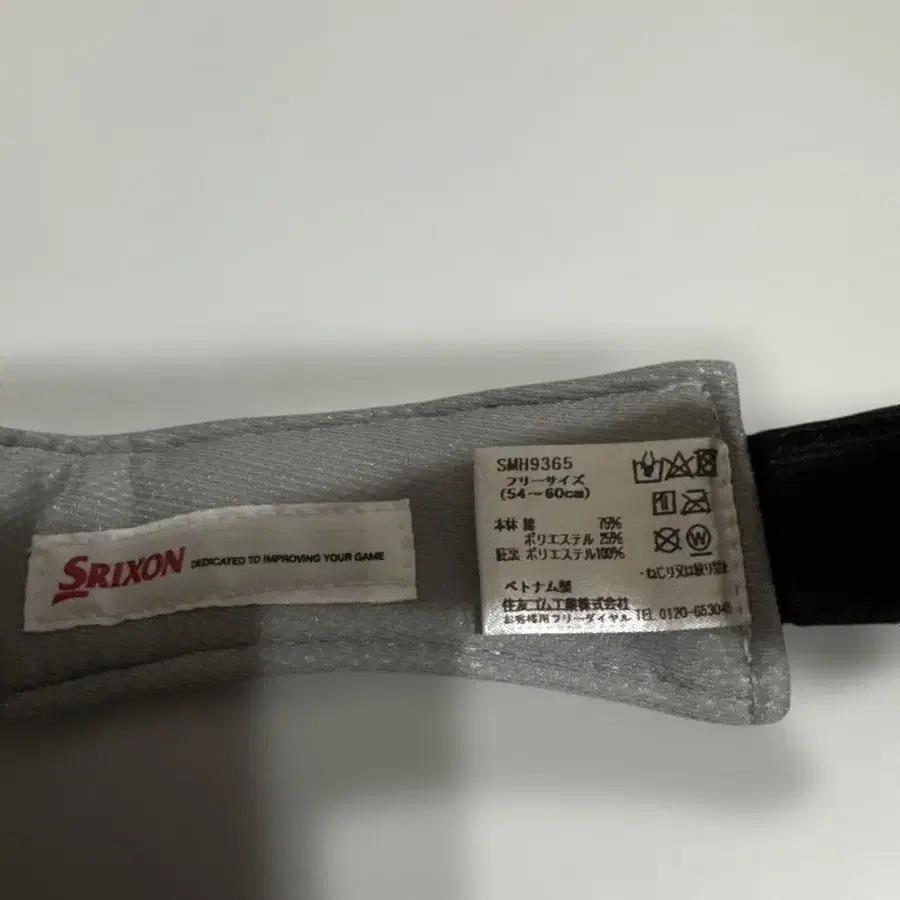 SRIXON DEDICATED TO IMPROVING YOUR GAME
SMH9365
フリーサイズ
(54～60cm)
本体 綿 75%
ポリエステル 25%
ポリエステル100%
・ねじり又は絞り禁止
ベトナム製
住友ゴム工業株式会社
お客様用フリーダイヤル TEL 0120-65304